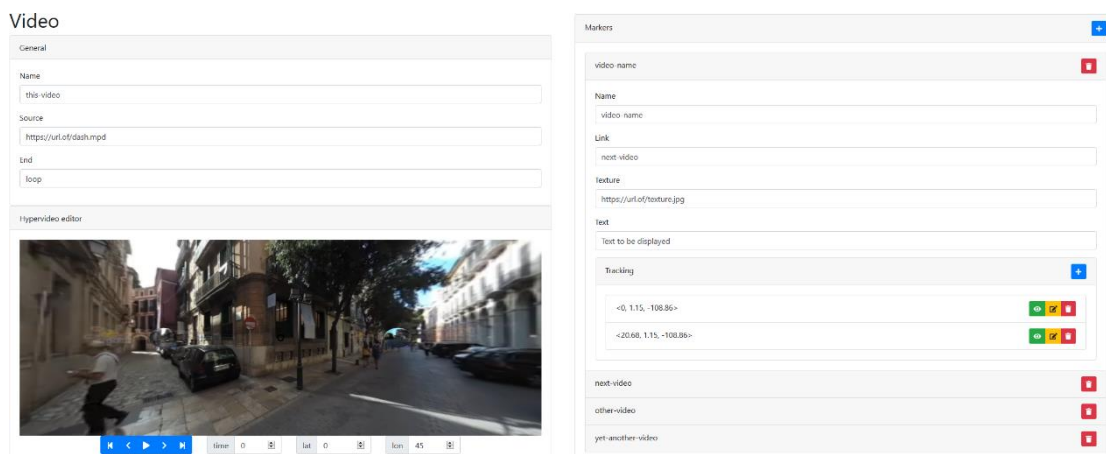 Video
General
Name
this-video
Source
https://url.of/dash.mpd
End
loop
Hypervideo editor
time 0 lat 0 lon 45
Markers
video-name
Name
video-name
Link
next-video
Texture
https://url.of/texture.jpg
Text
Text to be displayed
Tracking
<0, 1.15, -108.86>
<20.68, 1.15, -108.86>
next-video
other-video
yet-another-video